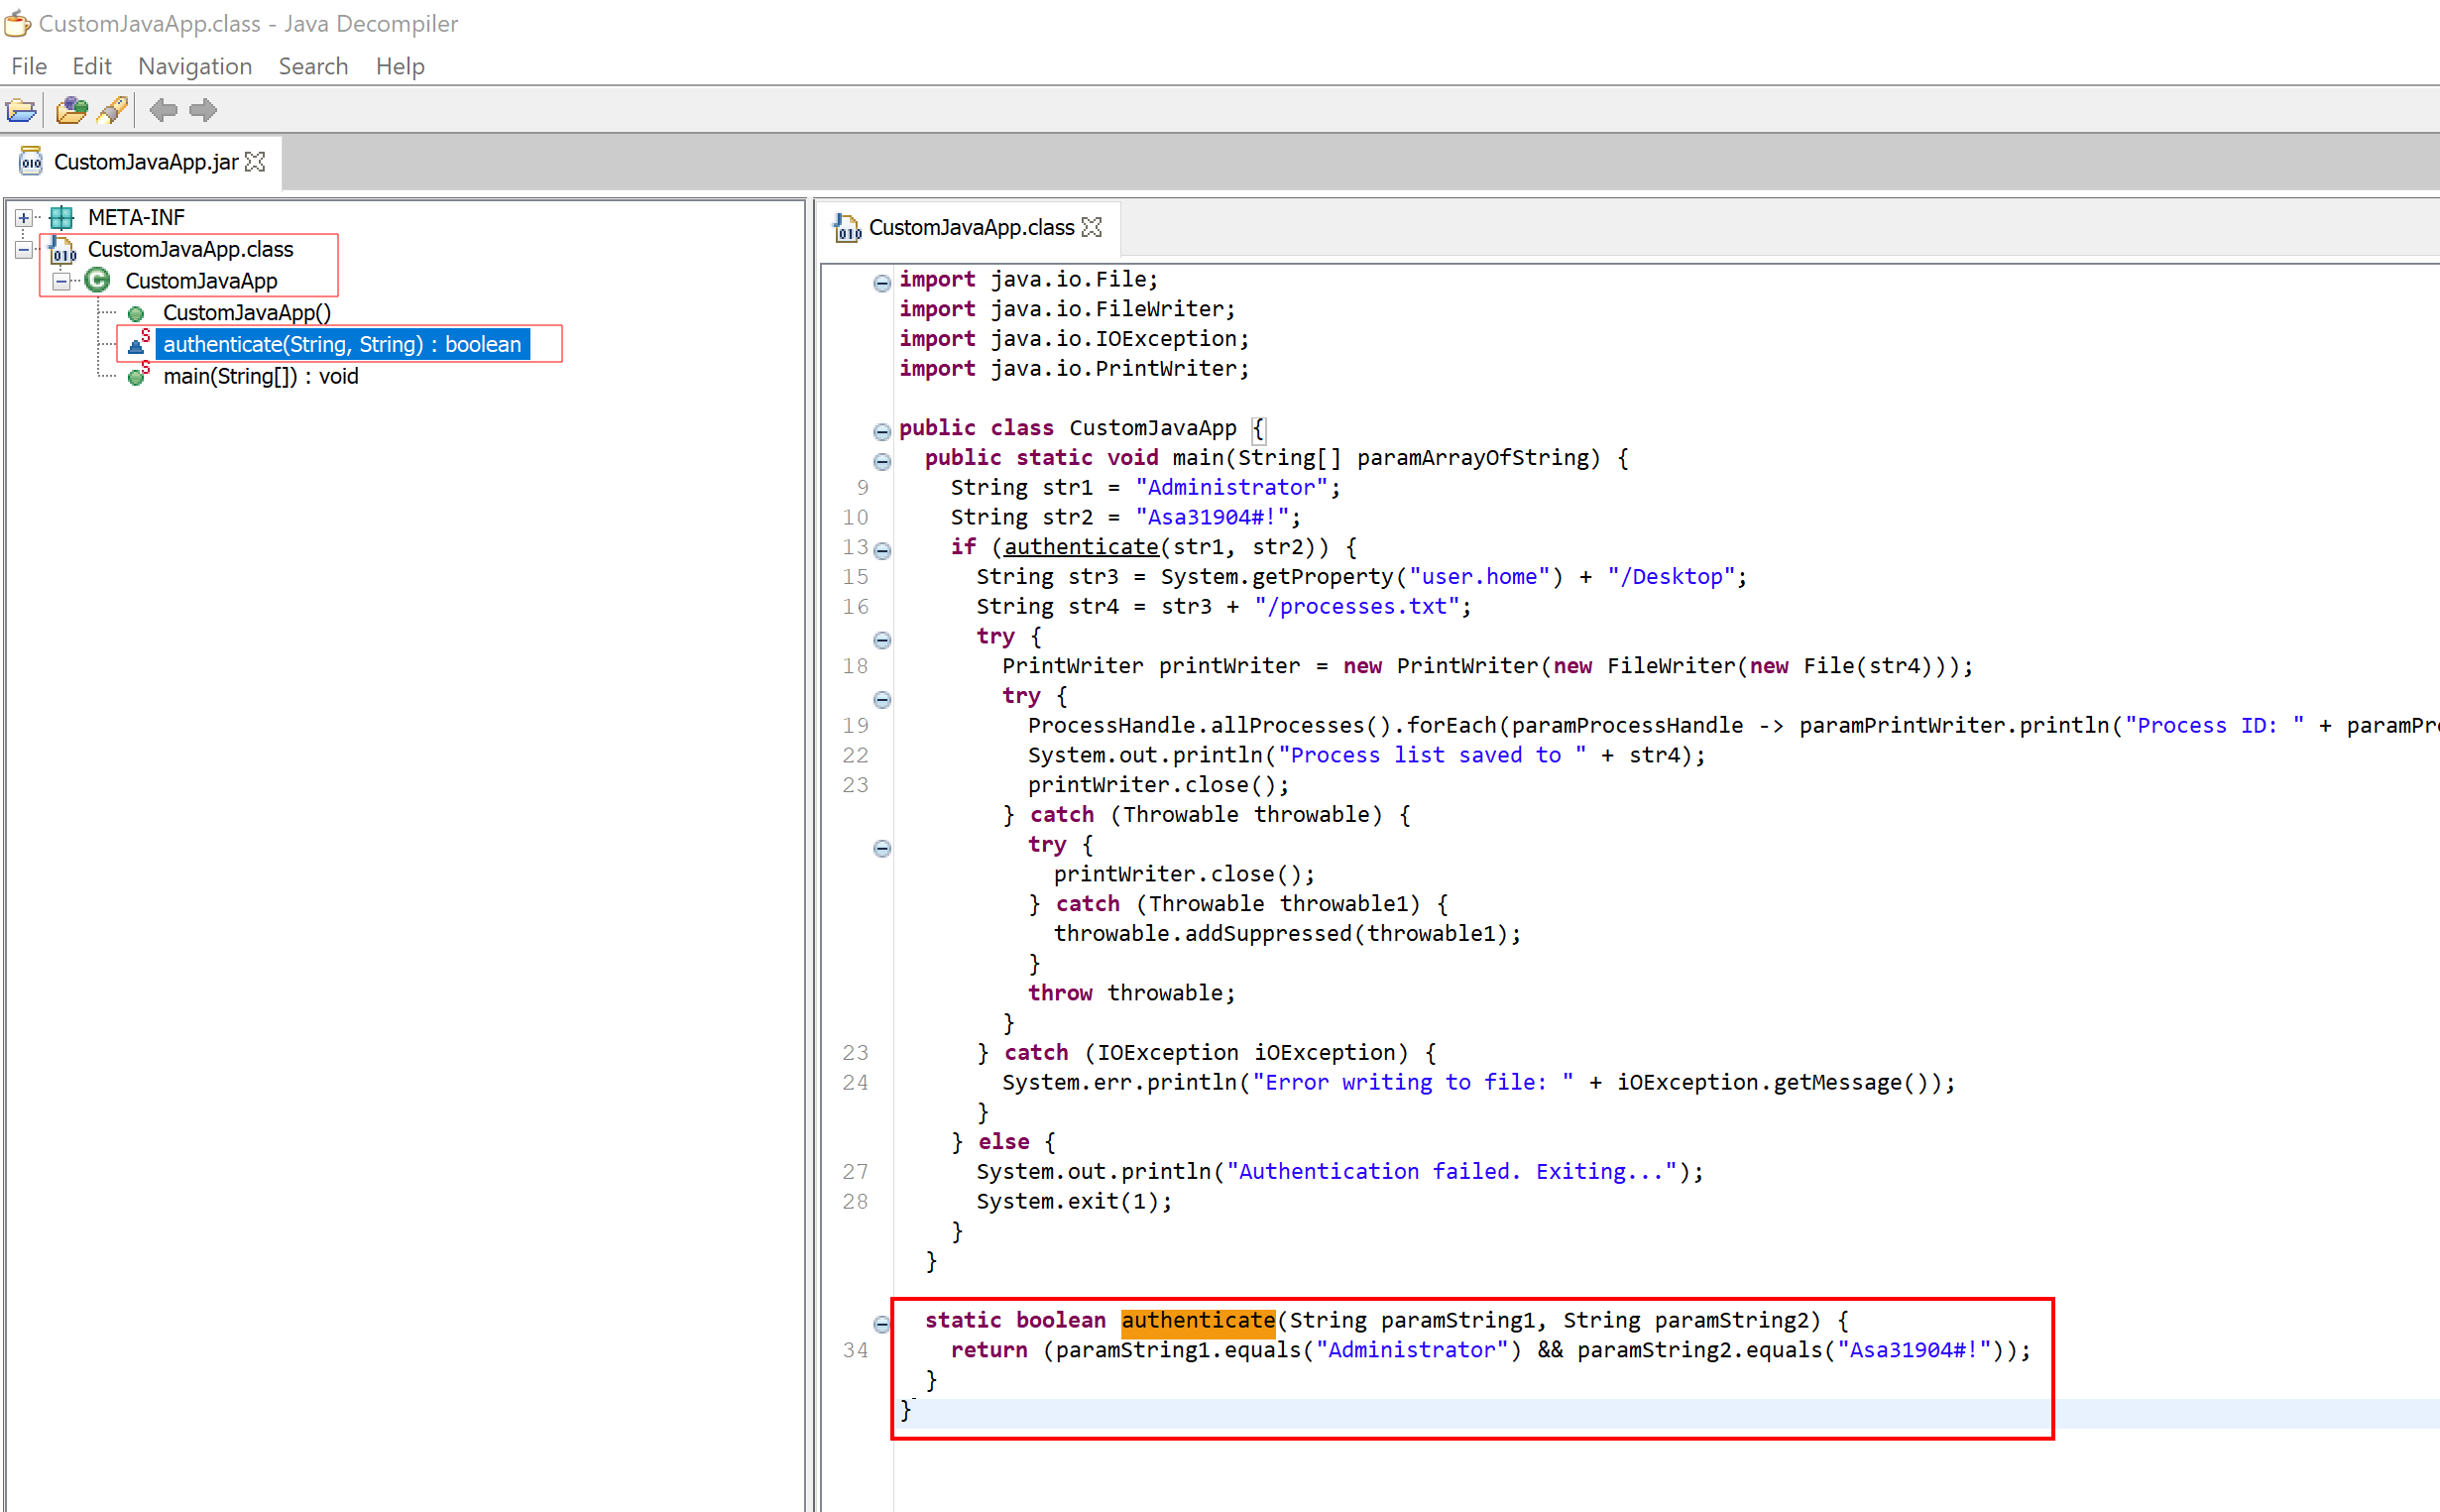 CustomJavaApp.class - Java Decompiler
File Edit Navigation Search Help
CustomJavaApp.jar
META-INF
CustomJavaApp.class
CustomJavaApp
CustomJavaApp()
authenticate(String, String) : boolean
main(String[]) : void
CustomJavaApp.class
import java.io.File;
import java.io.FileWriter;
import java.io.IOException;
import java.io.PrintWriter;
public class CustomJavaApp {
public static void main(String[] paramArrayOfString) {
9 String str1 = "Administrator";
10 String str2 = "Asa31904#!";
13 if (authenticate(str1, str2)) {
15 String str3 = System.getProperty("user.home") + "/Desktop";
16 String str4 = str3 + "/processes.txt";
try {
18 PrintWriter printWriter = new PrintWriter(new FileWriter(new File(str4)));
try {
19 ProcessHandle.allProcesses().forEach(paramProcessHandle -> paramPrintWriter.println("Process ID: " + paramPr
22 System.out.println("Process list saved to " + str4);
23 printWriter.close();
} catch (Throwable throwable) {
try {
printWriter.close();
} catch (Throwable throwable1) {
throwable.addSuppressed(throwable1);
}
throw throwable;
}
23 } catch (IOException iOException) {
24 System.err.println("Error writing to file: " + iOException.getMessage());
}
} else {
27 System.out.println("Authentication failed. Exiting...");
28 System.exit(1);
}
}
static boolean authenticate(String paramString1, String paramString2) {
34 return (paramString1.equals("Administrator") && paramString2.equals("Asa31904#!"));
}
}